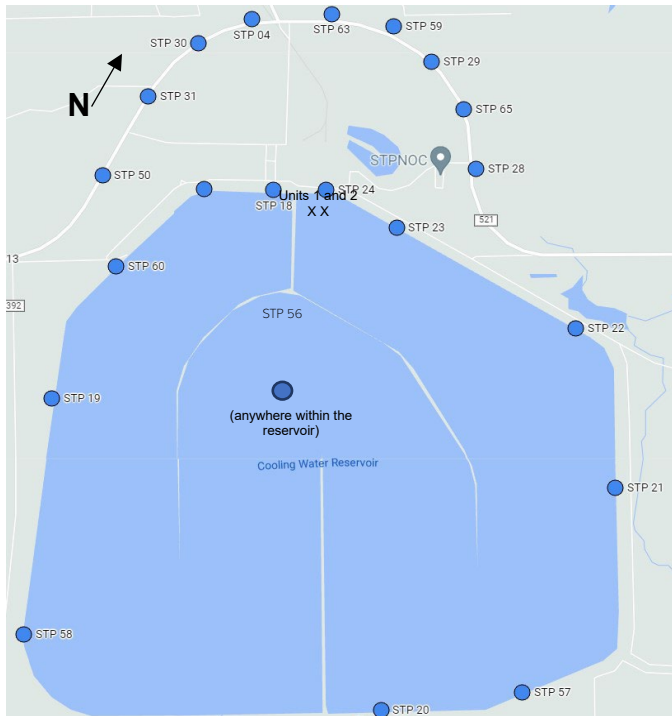 STP 30
STP 04
STP 63
STP 59
STP 29
N
STP 31
STP 65
STPNOC
STP 28
STP 50
STP 18
STP 24
Units 1 and 2
X X
521
STP 23
13
STP 60
392
STP 56
STP 22
STP 19
(anywhere within the
reservoir)
Cooling Water Reservoir
STP 21
STP 58
STP 57
STP 20